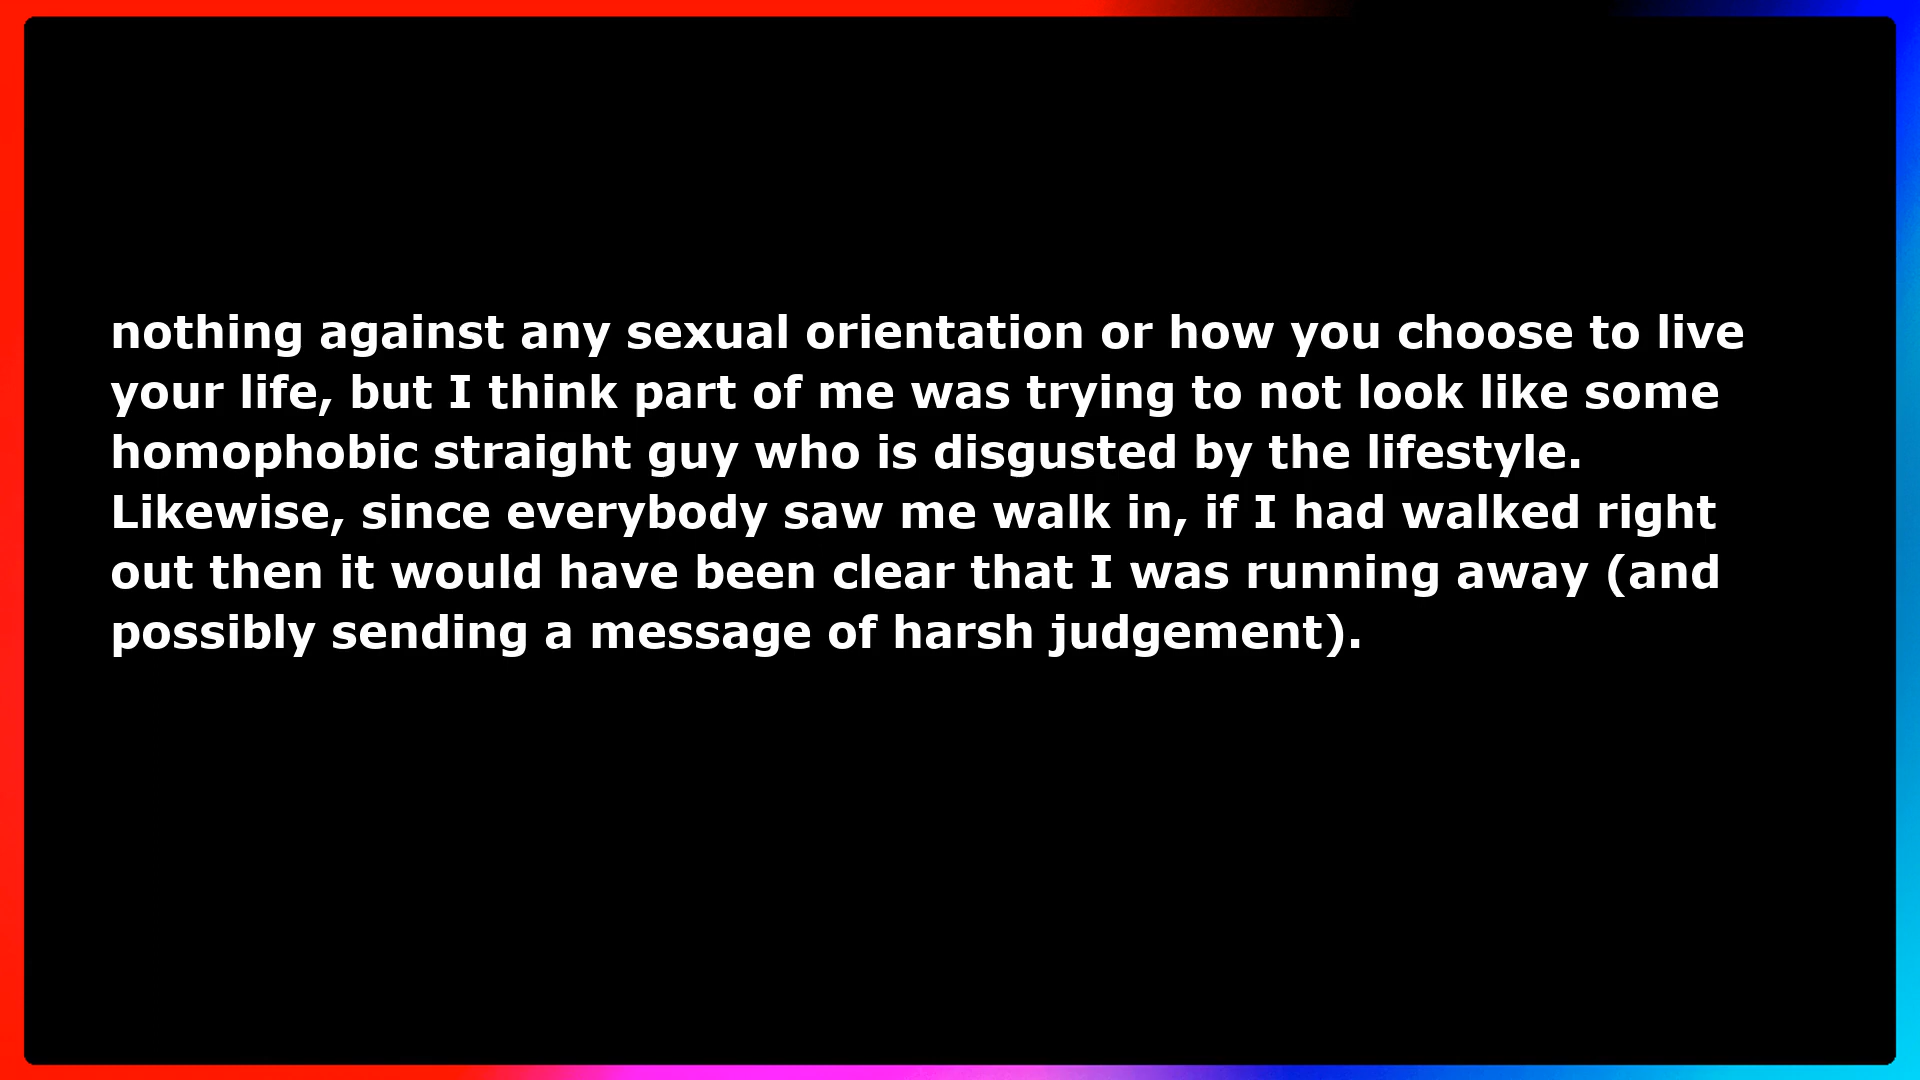 nothing against any sexual orientation or how you choose to live
your life, but I think part of me was trying to not look like some
homophobic straight guy who is disgusted by the lifestyle.
Likewise, since everybody saw me walk in, if I had walked right
out then it would have been clear that I was running away (and
possibly sending a message of harsh judgement).